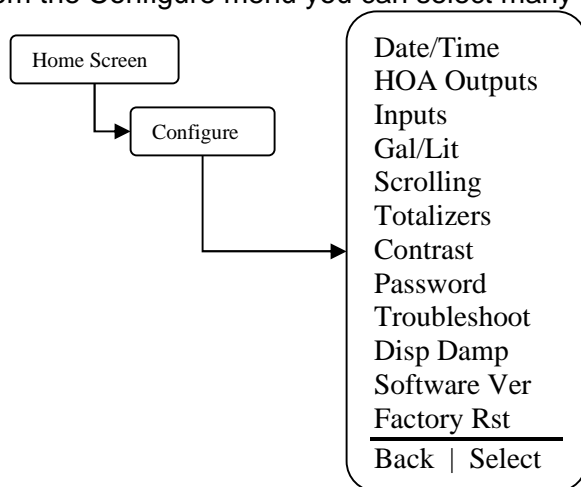 om the Configure menu you can select many
Home Screen
Configure
Date/Time
HOA Outputs
Inputs
Gal/Lit
Scrolling
Totalizers
Contrast
Password
Troubleshoot
Disp Damp
Software Ver
Factory Rst
Back | Select